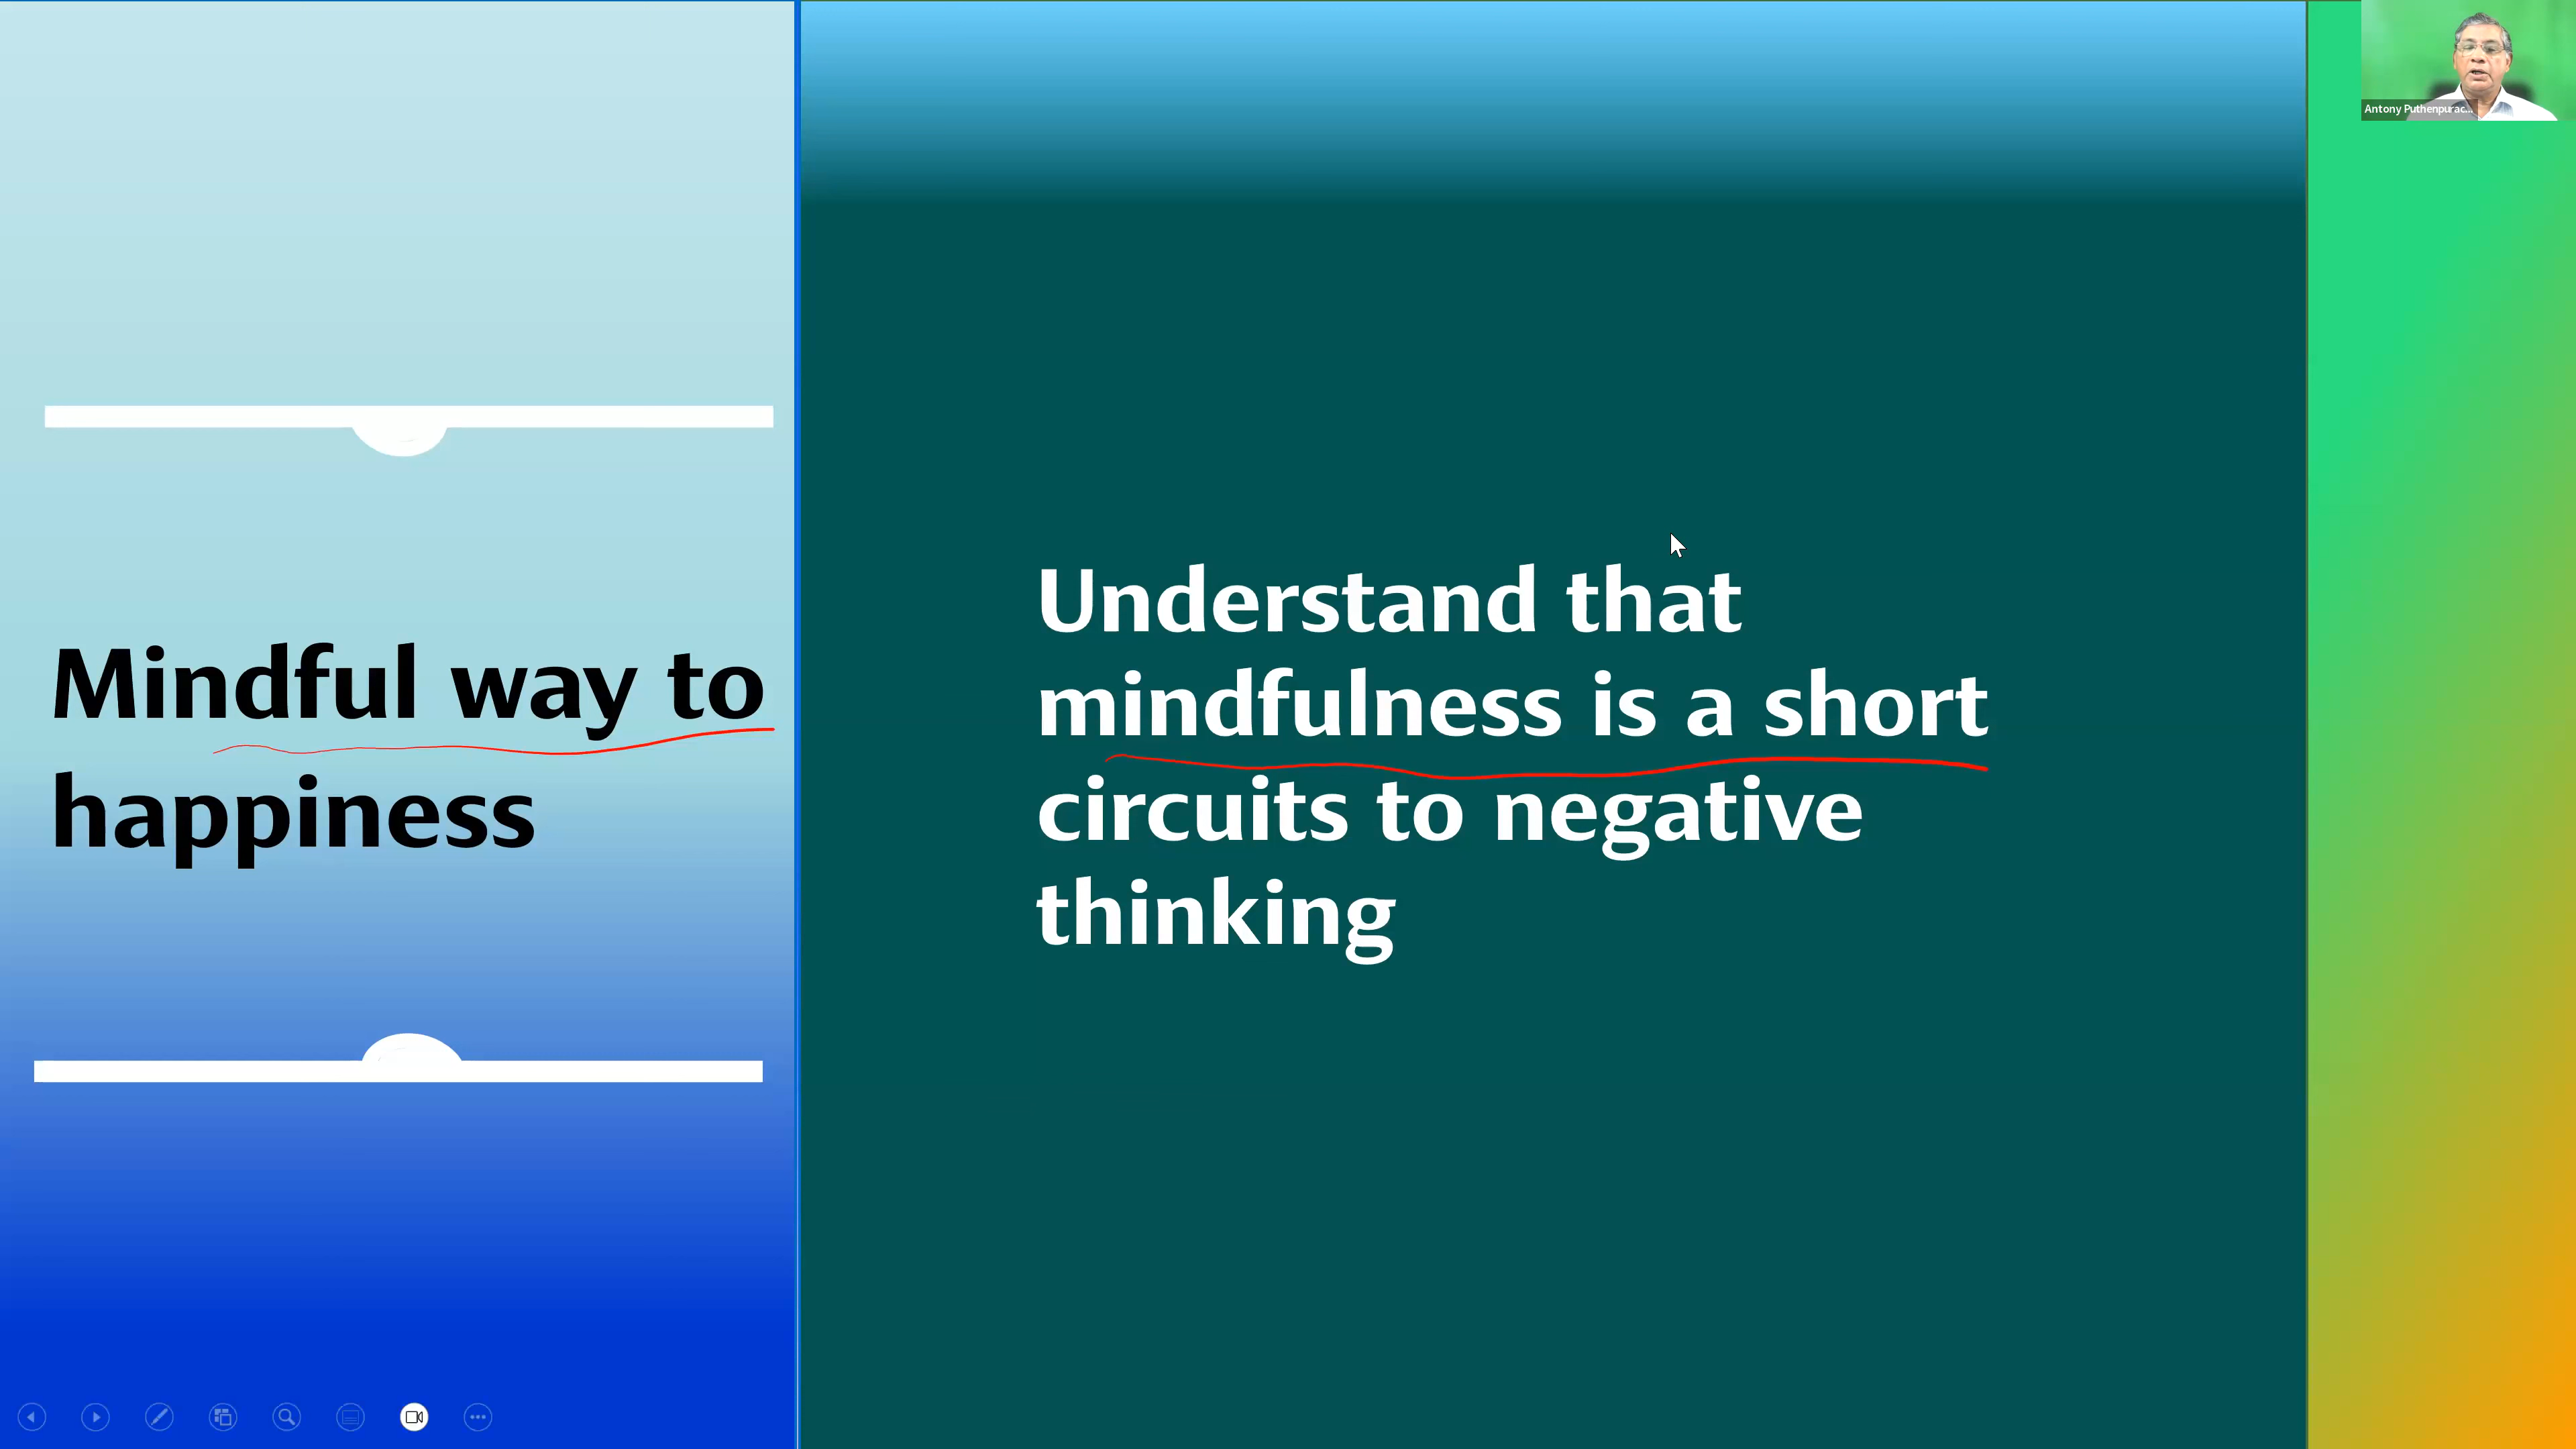 Mindful way to
happiness
Understand that
mindfulness is a short
circuits to negative
thinking
Antony Puthenpurac...